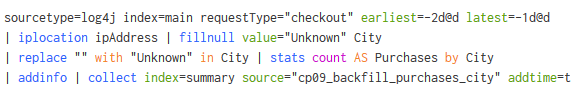 sourcetype=log4j index=main requestType="checkout" earliest=-2d@d latest=-1d@d
| iplocation ipAddress | fillnull value="Unknown" City
| replace "" with "Unknown" in City | stats count AS Purchases by City
| addinfo | collect index=summary source="cp09_backfill_purchases_city" addtime=t